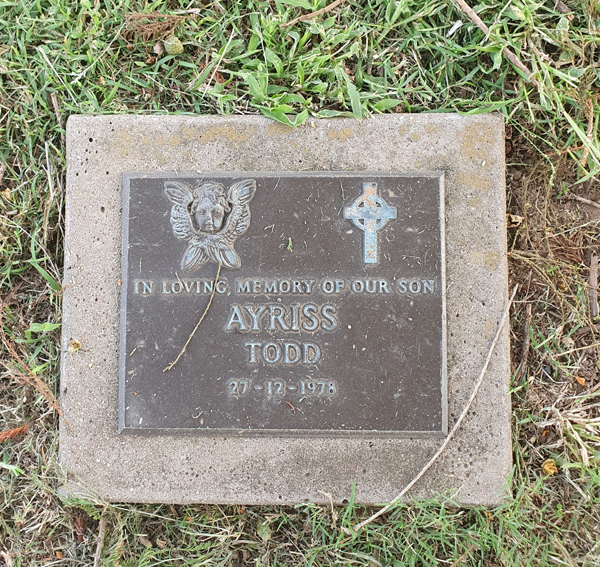 IN LOVING MEMORY OF OUR SON
AYRISS
TODD
27-12-1978